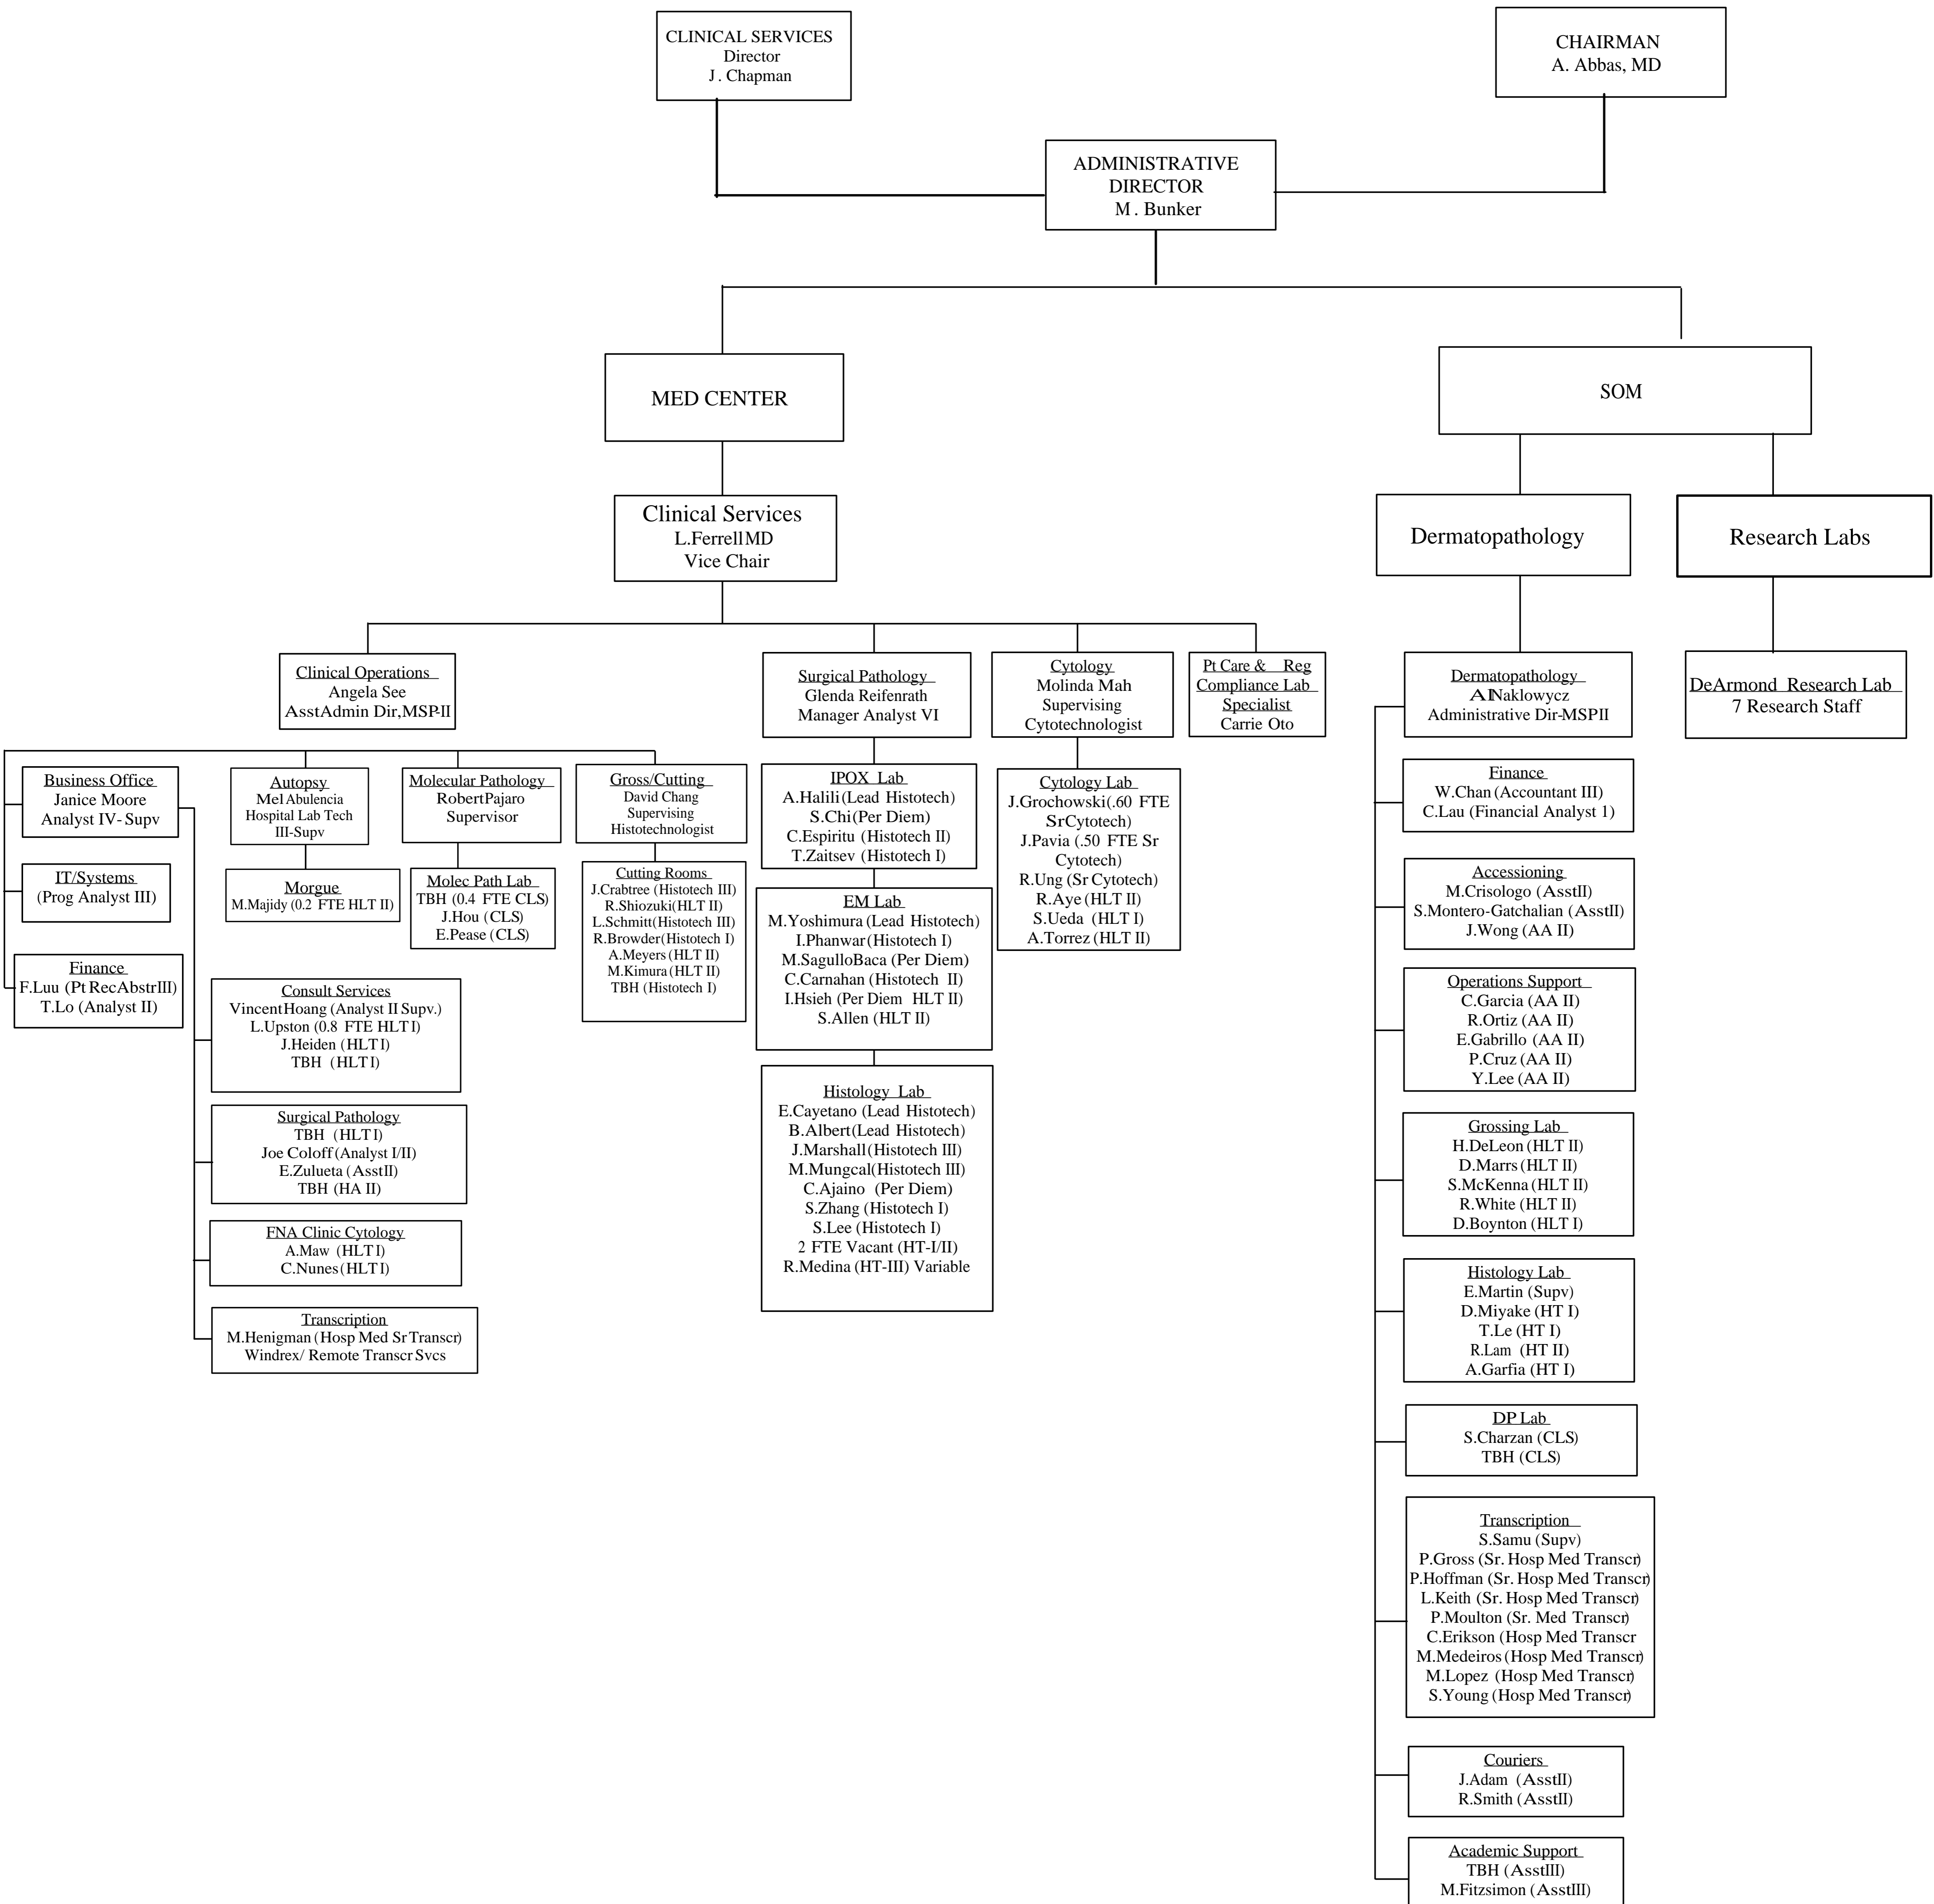 CLINICAL SERVICES
Director
J. Chapman
CHAIRMAN
A. Abbas, MD
ADMINISTRATIVE
DIRECTOR
M. Bunker
MED CENTER
SOM
Clinical Services
L.Ferrell MD
Vice Chair
Dermatopathology
Research Labs
Clinical Operations
Angela See
AsstAdmin Dir,MSP-II
Surgical Pathology
Glenda Reifenrath
Manager Analyst VI
Cytology
Molinda Mah
Supervising
Cytotechnologist
Pt Care & Reg
Compliance Lab
Specialist
Carrie Oto
Dermatopathology
Al Naklowycz
Administrative Dir-MSPII
DeArmond Research Lab
7 Research Staff
Business Office
Janice Moore
Analyst IV- Supv
Autopsy
Mel Abulencia
Hospital Lab Tech
III-Supv
Molecular Pathology
Robert Pajaro
Supervisor
Gross/Cutting
David Chang
Supervising
Histotechnologist
IT/Systems
(Prog Analyst III)
Finance
F.Luu (Pt RecAbstrIII)
T.Lo (Analyst II)
Morgue
M.Majidy (0.2 FTE HLT II)
Molec Path Lab
TBH (0.4 FTE CLS)
J.Hou (CLS)
E.Pease (CLS)
Cutting Rooms
J.Crabtree (Histotech III)
R.Shiozuki (HLT II)
L.Schmitt (Histotech III)
R.Browder (Histotech I)
A.Meyers (HLT II)
M.Kimura (HLT II)
TBH (Histotech I)
Consult Services
Vincent Hoang (Analyst II Supv.)
L.Upston (0.8 FTE HLT I)
J.Heiden (HLT I)
TBH (HLT I)
Surgical Pathology
TBH (HLT I)
Joe Coloff (Analyst I/II)
E.Zulueta (AsstII)
TBH (HA II)
FNA Clinic Cytology
A.Maw (HLT I)
C.Nunes (HLT I)
Transcription
M.Henigman (Hosp Med Sr Transcr)
Windrex/ Remote Transcr Svcs
IPOX Lab
A.Halili (Lead Histotech)
S.Chi (Per Diem)
C.Espiritu (Histotech II)
T.Zaitsev (Histotech I)
EM Lab
M.Yoshimura (Lead Histotech)
I.Phanwar (Histotech I)
M.SagulloBaca (Per Diem)
C.Carnahan (Histotech II)
I.Hsieh (Per Diem HLT II)
S.Allen (HLT II)
Histology Lab
E.Cayetano (Lead Histotech)
B.Albert (Lead Histotech)
J.Marshall (Histotech III)
M.Mungcal (Histotech III)
C.Ajaino (Per Diem)
S.Zhang (Histotech I)
S.Lee (Histotech I)
2 FTE Vacant (HT-I/II)
R.Medina (HT-III) Variable
Cytology Lab
J.Grochowski (.60 FTE
SrCytotech)
J.Pavia (.50 FTE Sr
Cytotech)
R.Ung (Sr Cytotech)
R.Aye (HLT II)
S.Ueda (HLT I)
A.Torrez (HLT II)
Finance
W.Chan (Accountant III)
C.Lau (Financial Analyst 1)
Accessioning
M.Crisologo (AsstII)
S.Montero-Gatchalian (AsstII)
J.Wong (AA II)
Operations Support
C.Garcia (AA II)
R.Ortiz (AA II)
E.Gabrillo (AA II)
P.Cruz (AA II)
Y.Lee (AA II)
Grossing Lab
H.DeLeon (HLT II)
D.Marrs (HLT II)
S.McKenna (HLT II)
R.White (HLT II)
D.Boynton (HLT I)
Histology Lab
E.Martin (Supv)
D.Miyake (HT I)
T.Le (HT I)
R.Lam (HT II)
A.Garfia (HT I)
DP Lab
S.Charzan (CLS)
TBH (CLS)
Transcription
S.Samu (Supv)
P.Gross (Sr. Hosp Med Transcr)
P.Hoffman (Sr. Hosp Med Transcr)
L.Keith (Sr. Hosp Med Transcr)
P.Moulton (Sr. Med Transcr)
C.Erikson (Hosp Med Transcr
M.Medeiros (Hosp Med Transcr)
M.Lopez (Hosp Med Transcr)
S.Young (Hosp Med Transcr)
Couriers
J.Adam (AsstII)
R.Smith (AsstII)
Academic Support
TBH (AsstIII)
M.Fitzsimon (AsstIII)